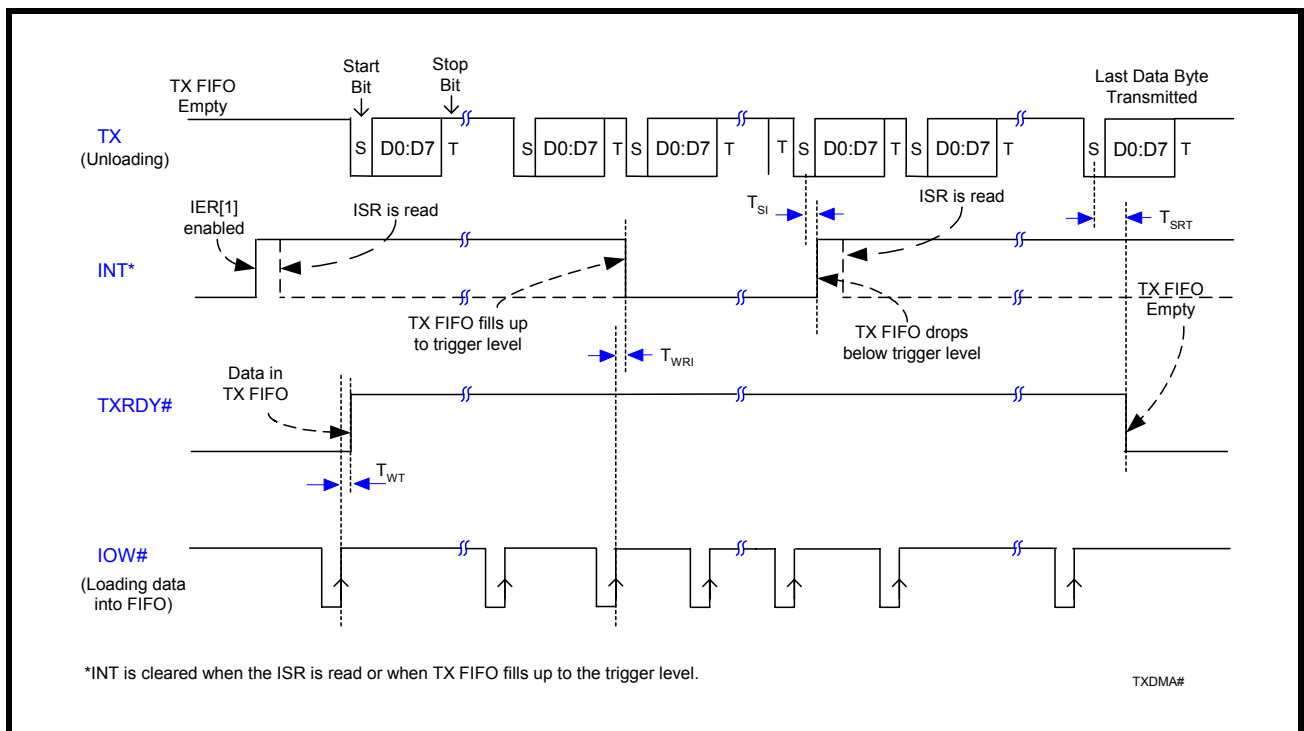 TX FIFO
Empty
Start
Bit
Stop
Bit
Last Data Byte
Transmitted
TX
(Unloading)
S D0:D7 T S D0:D7 T S D0:D7 T T S D0:D7 T S D0:D7 T S D0:D7 T
IER[1]
enabled
ISR is read
TSI
ISR is read
TSRT
INT*
TX FIFO fills up
to trigger level
TX FIFO drops
below trigger level
TX FIFO
Empty
TWRI
Data in
TX FIFO
TXRDY#
TWT
IOW#
(Loading data
into FIFO)
*INT is cleared when the ISR is read or when TX FIFO fills up to the trigger level.
TXDMA#